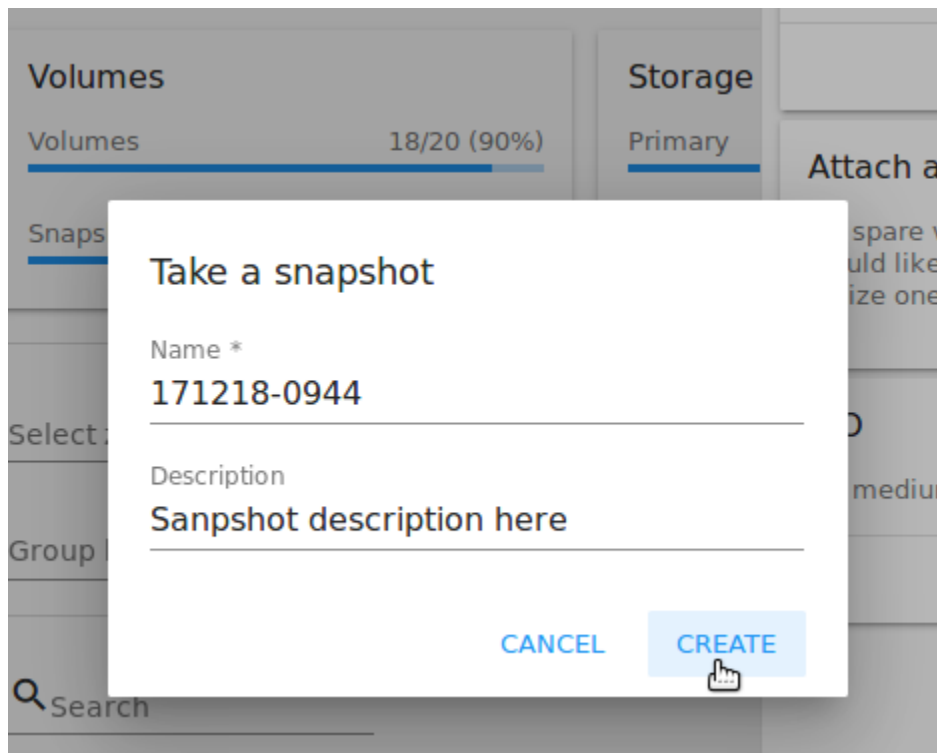 Volumes
Volumes 18/20 (90%)
Snaps
Storage
Primary
Attach a
spare
uld like
ize one
Take a snapshot
Name *
171218-0944
Description
Sanpshot description here
CANCEL CREATE
Select
Group
mediu
Search